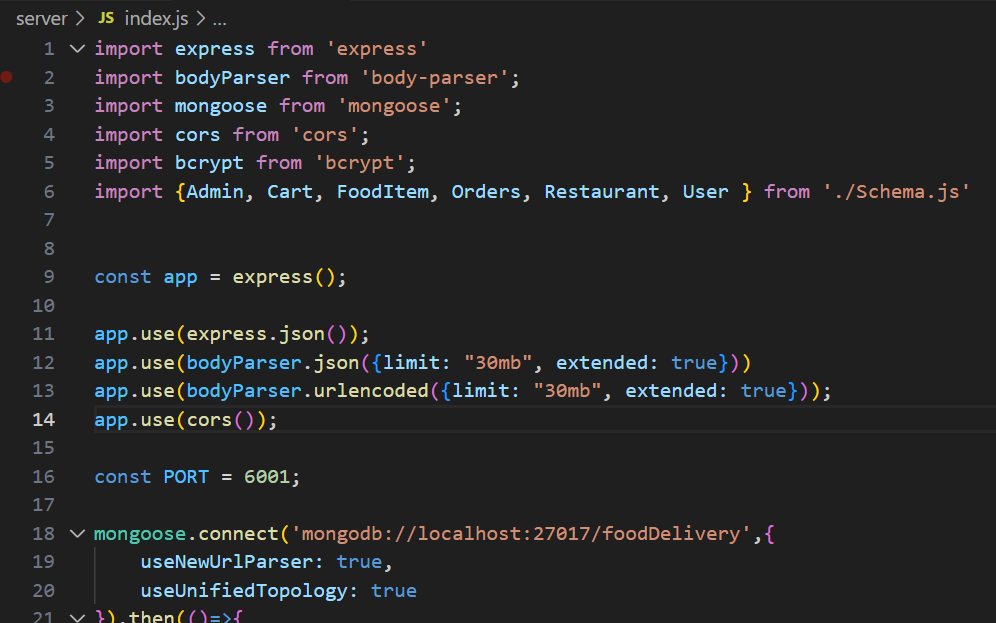 server > JS index.js > ...
1 import express from 'express'
2 import bodyParser from 'body-parser';
3 import mongoose from 'mongoose';
4 import cors from 'cors';
5 import bcrypt from 'bcrypt';
6 import {Admin, Cart, FoodItem, Orders, Restaurant, User } from './Schema.js'
7
8
9 const app = express();
10
11 app.use(express.json());
12 app.use(bodyParser.json({limit: "30mb", extended: true}))
13 app.use(bodyParser.urlencoded({limit: "30mb", extended: true}));
14 app.use(cors());
15
16 const PORT = 6001;
17
18 mongoose.connect('mongodb://localhost:27017/foodDelivery',{
19 useNewUrlParser: true,
20 useUnifiedTopology: true
21 }).then(()=>{